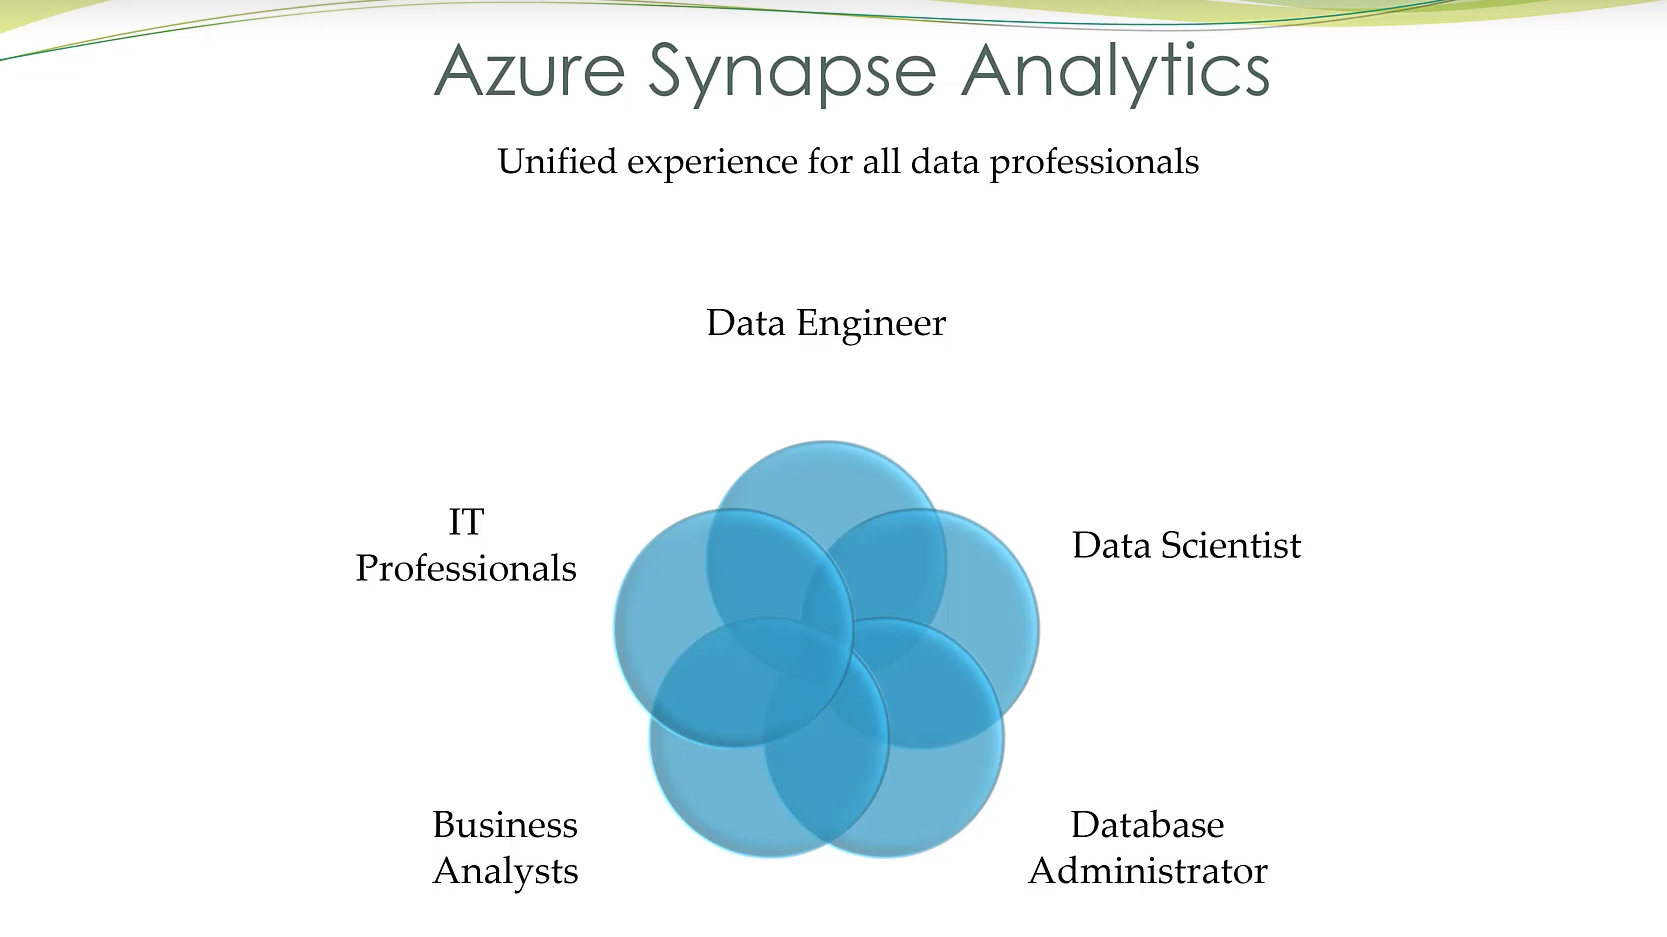 Azure Synapse Analytics
Unified experience for all data professionals
Data Engineer
IT
Professionals
Data Scientist
Business
Analysts
Database
Administrator